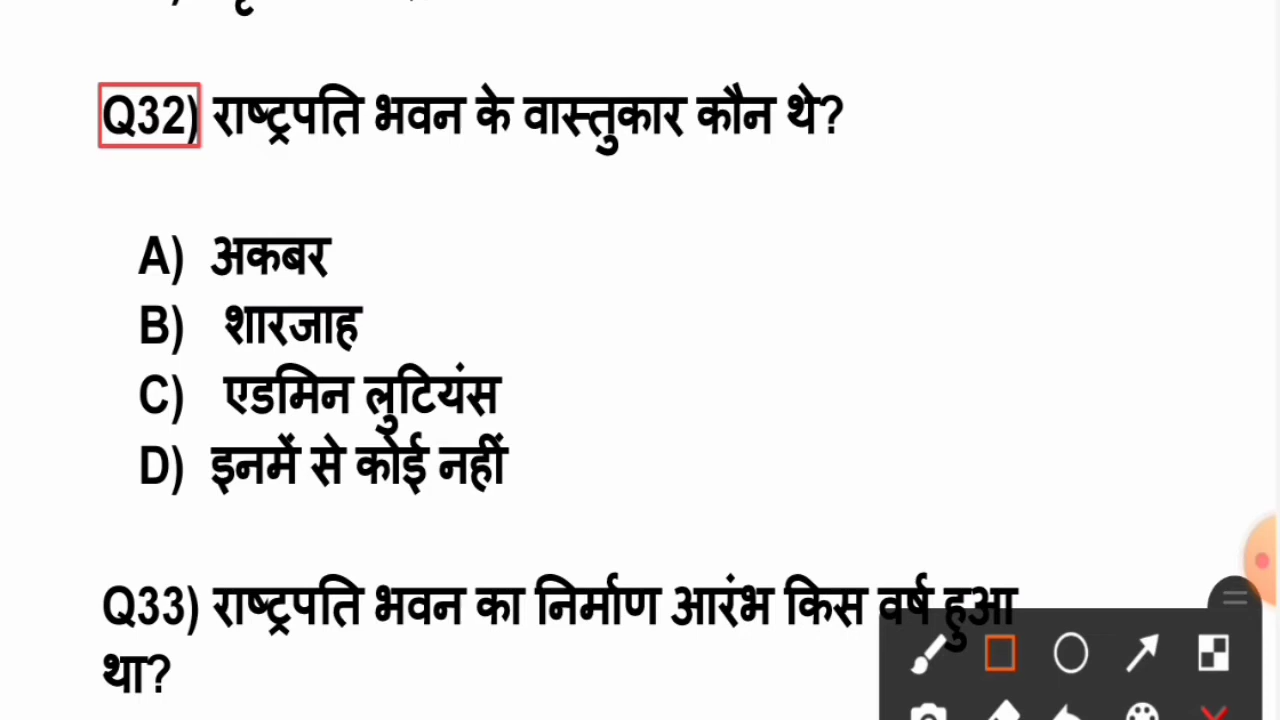 Q32) राष्ट्रपति भवन के वास्तुकार कौन थे?
A) अकबर
B) शारजाह
C) एडमिन लुटियंस
D) इनमें से कोई नहीं
Q33) राष्ट्रपति भवन का निर्माण आरंभ किस वर्ष हुआ
था?